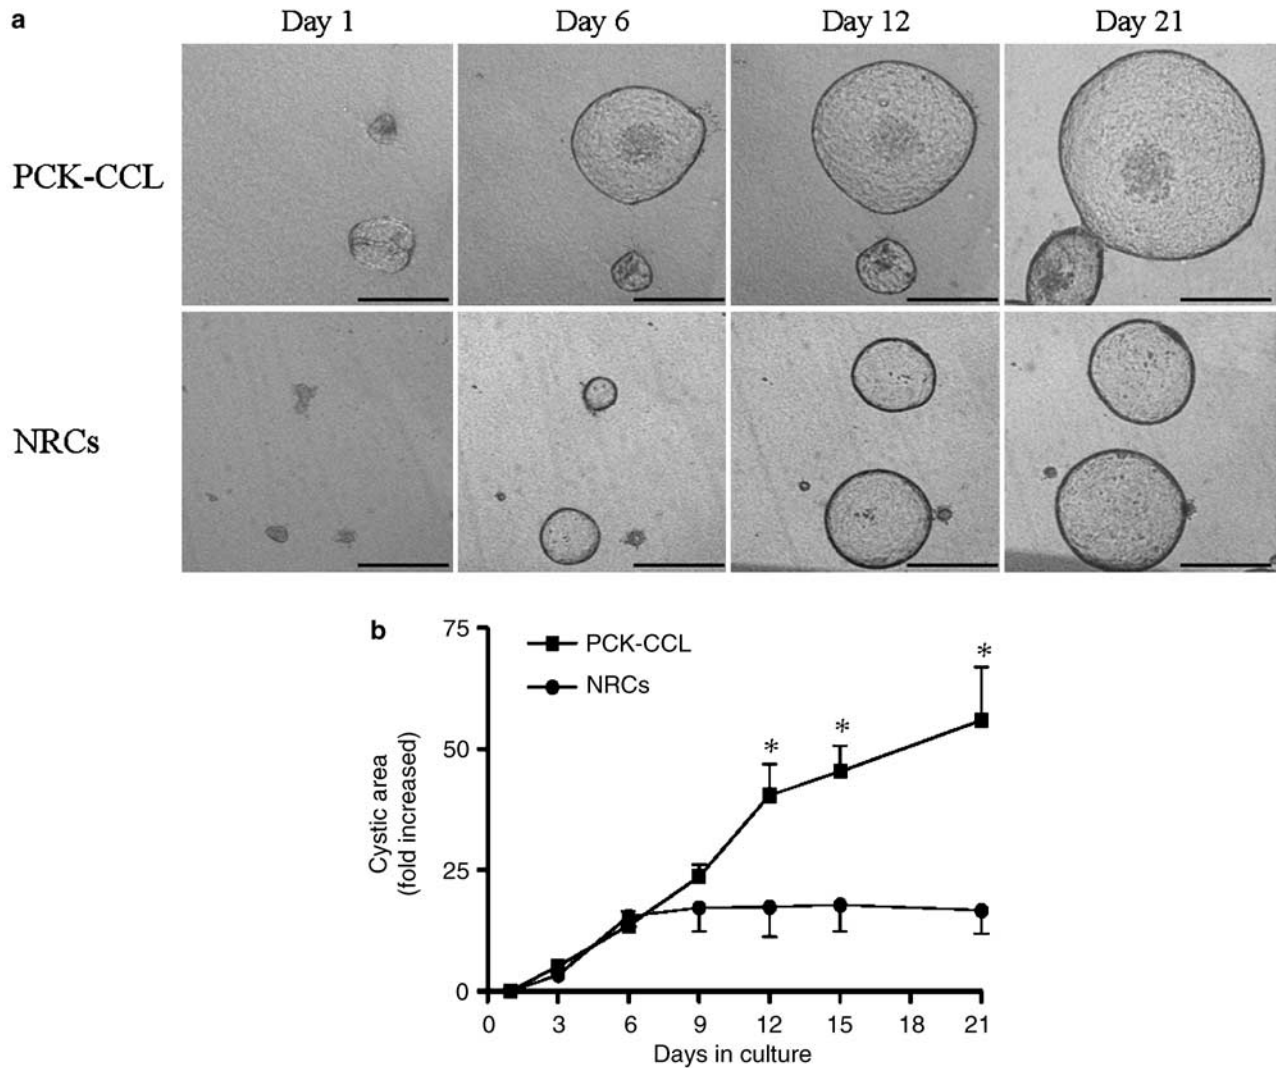 a
Day 1 Day 6 Day 12 Day 21
PCK-CCL
NRCs
b
75
50
25
0
Cystic area
(fold increased)
PCK-CCL
NRCs
*
*
*
0 3 6 9 12 15 18 21
Days in culture